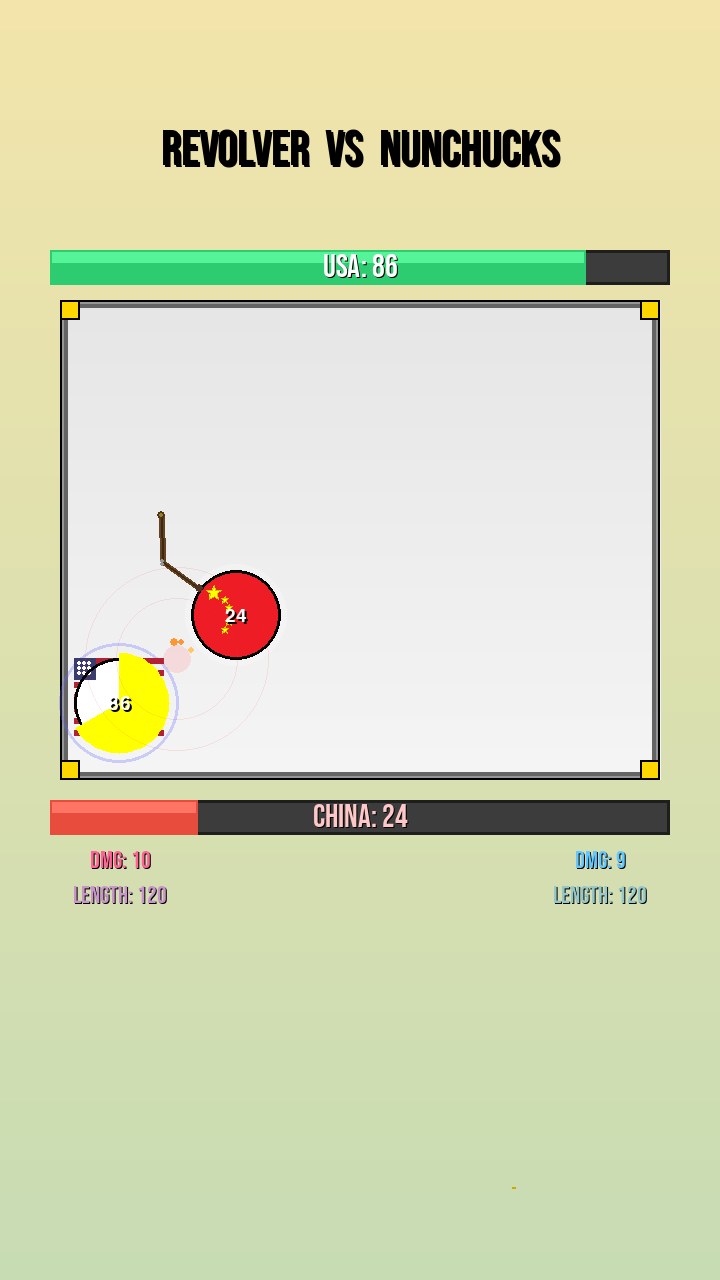 REVOLVER VS NUNCHUCKS
USA: 86
24
86
CHINA: 24
DMG: 10
DMG: 9
LENGTH: 120
LENGTH: 120